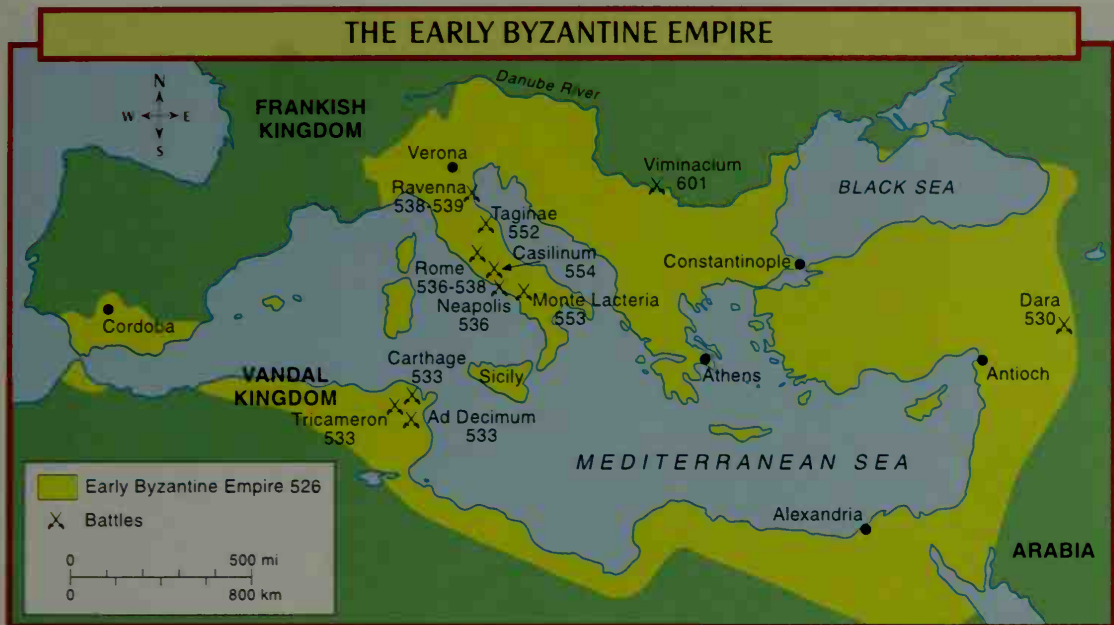 THE EARLY BYZANTINE EMPIRE
N
W E
S
FRANKISH
KINGDOM
Danube River
Verona
Ravenna
538-539
Taginae
552
Viminacium
601
BLACK SEA
Casilinum
554
Rome
536-538
Neapolis
536
Monte Lacteria
553
Constantinople
Dara
530
Cordoba
Carthage
533
Sicily
Athens
Antioch
VANDAL
KINGDOM
Tricameron
533
Ad Decimum
533
MEDITERRANEAN SEA
Alexandria
ARABIA
Early Byzantine Empire 526
Battles
0 500 mi
0 800 km